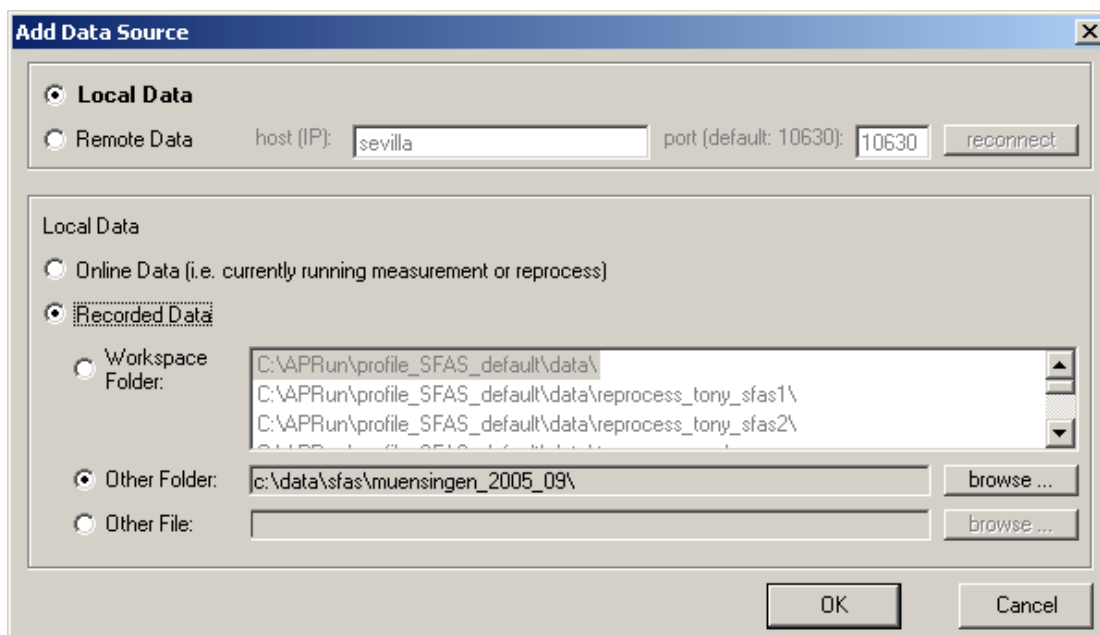 Add Data Source
Local Data
Remote Data host (IP): sevilla port (default: 10630): 10630 reconnect
Local Data
Online Data (i.e. currently running measurement or reprocess)
Recorded Data
Workspace
Folder:
C:\APRun\profile_SFAS_default\data\
C:\APRun\profile_SFAS_default\data\reprocess_tony_sfas1\
C:\APRun\profile_SFAS_default\data\reprocess_tony_sfas2\
Other Folder: c:\data\sfas\muensingen_2005_09\ browse ...
Other File: browse ...
OK Cancel